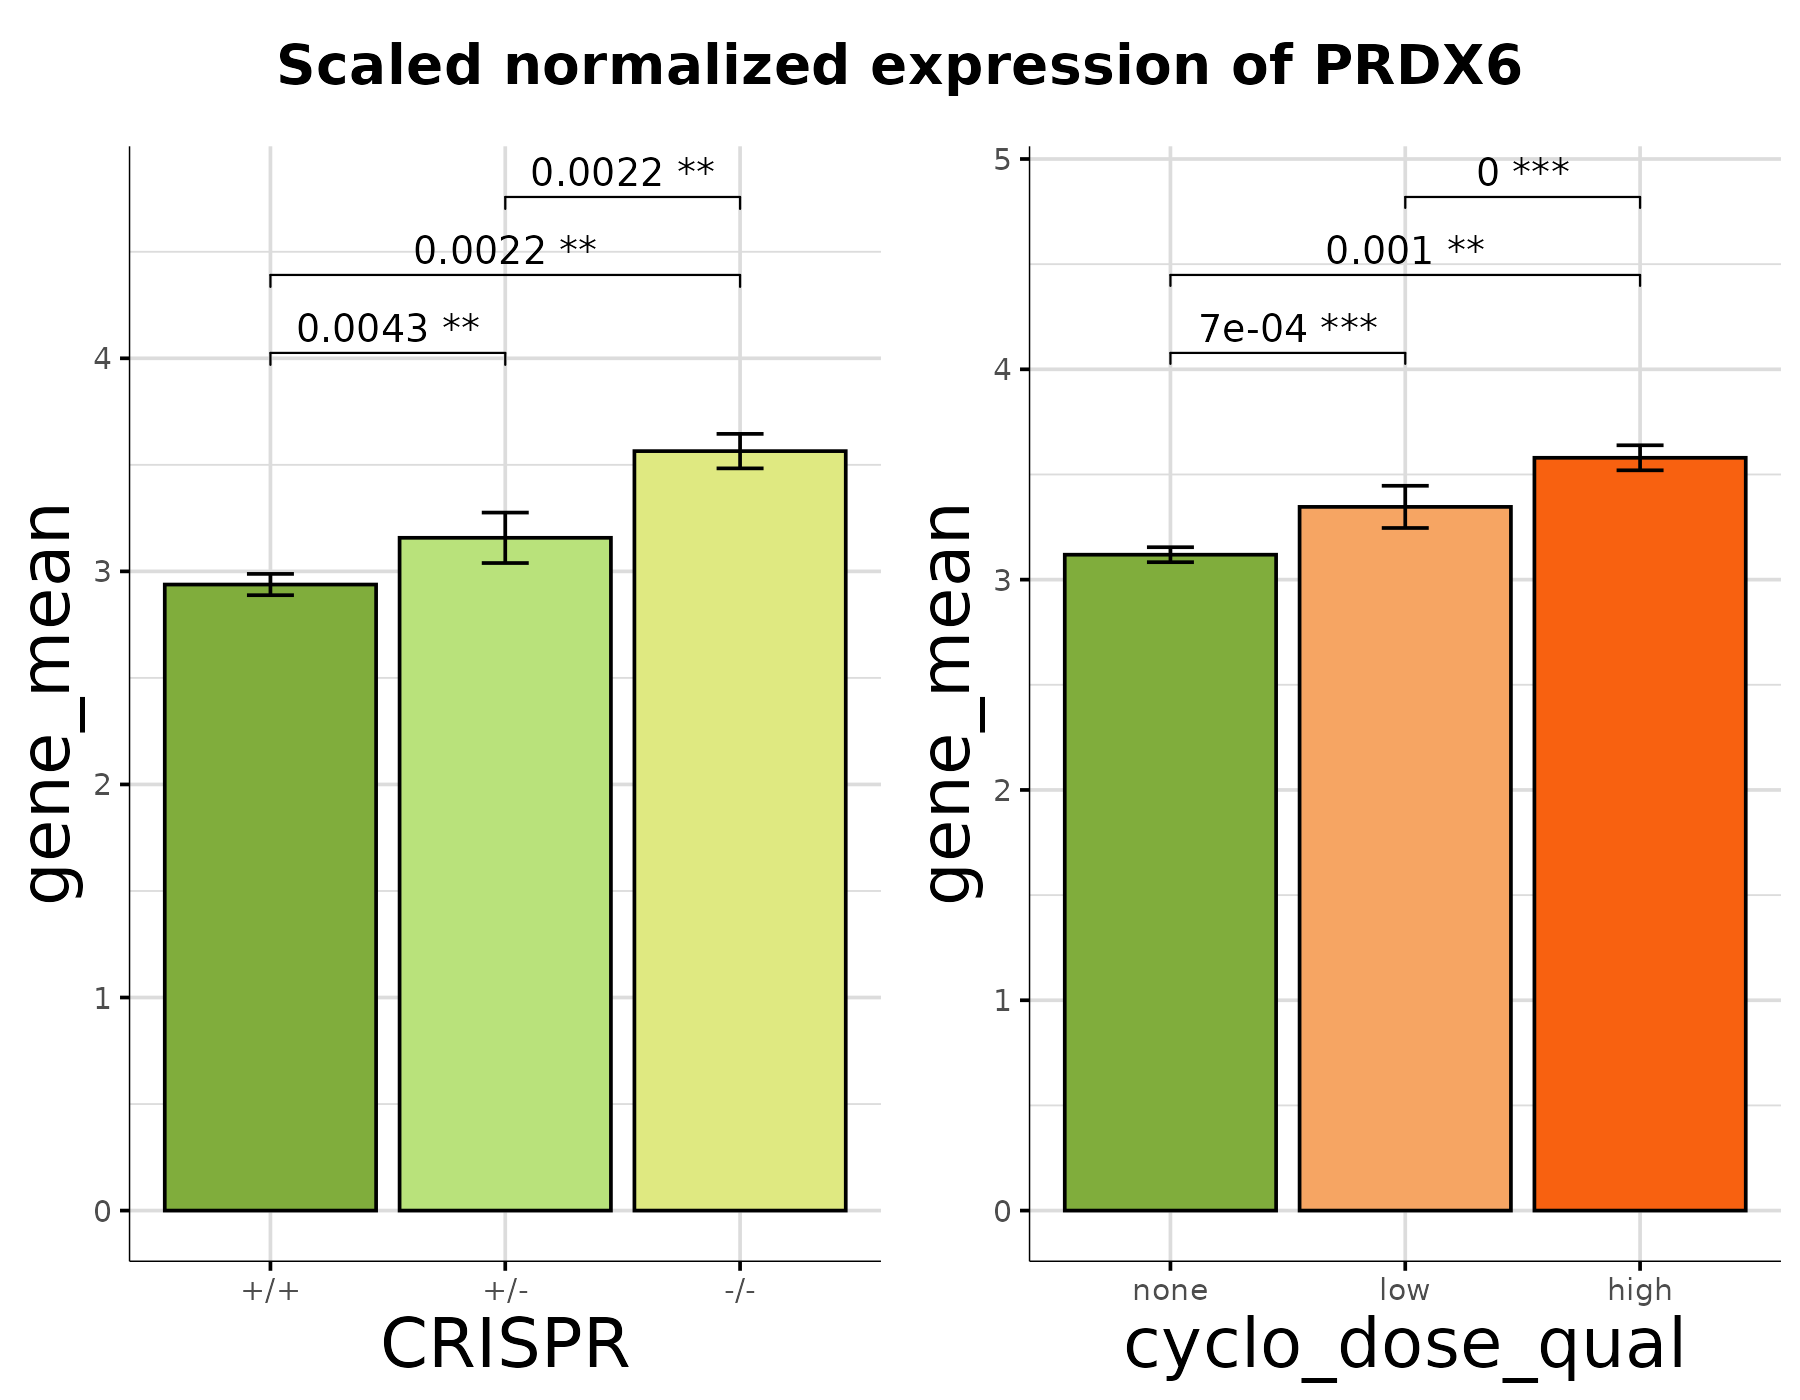 Scaled normalized expression of PRDX6
gene_mean
0
1
2
3
4
0.0022 **
0.0022 **
0.0043 **
+/+
+/-
-/-
CRISPR
gene_mean
0
1
2
3
4
5
0 ***
0.001 **
7e-04 ***
none
low
high
cyclo_dose_qual